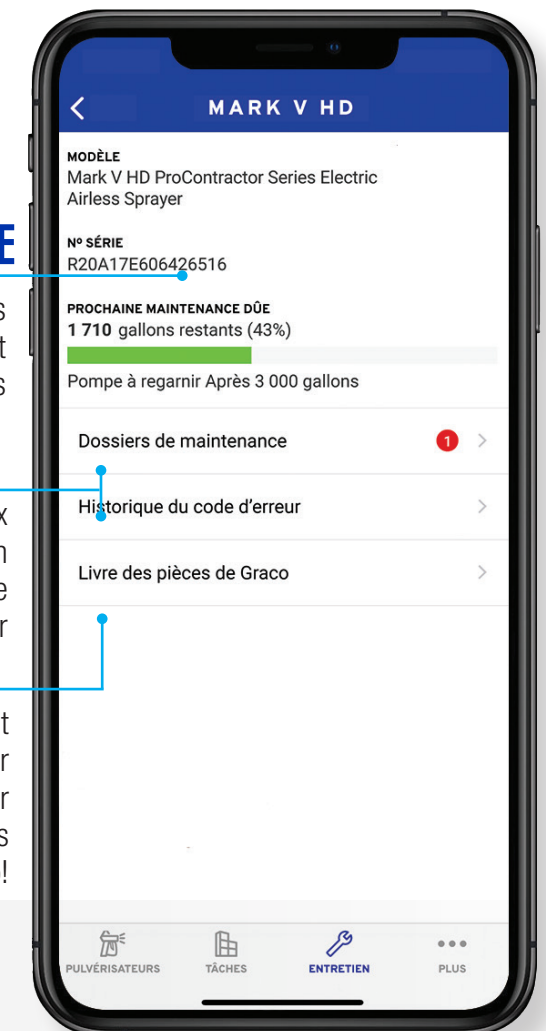 MARK V HD
MODÈLE
Mark V HD ProContractor Series Electric
Airless Sprayer
Nº SÉRIE
R20A17E606426516
PROCHAINE MAINTENANCE DÛE
1 710 gallons restants (43%)
Pompe à regarnir Après 3 000 gallons
Dossiers de maintenance 1
Historique du code d'erreur
Livre des pièces de Graco
PULVÉRISATEURS TÂCHES ENTRETIEN PLUS